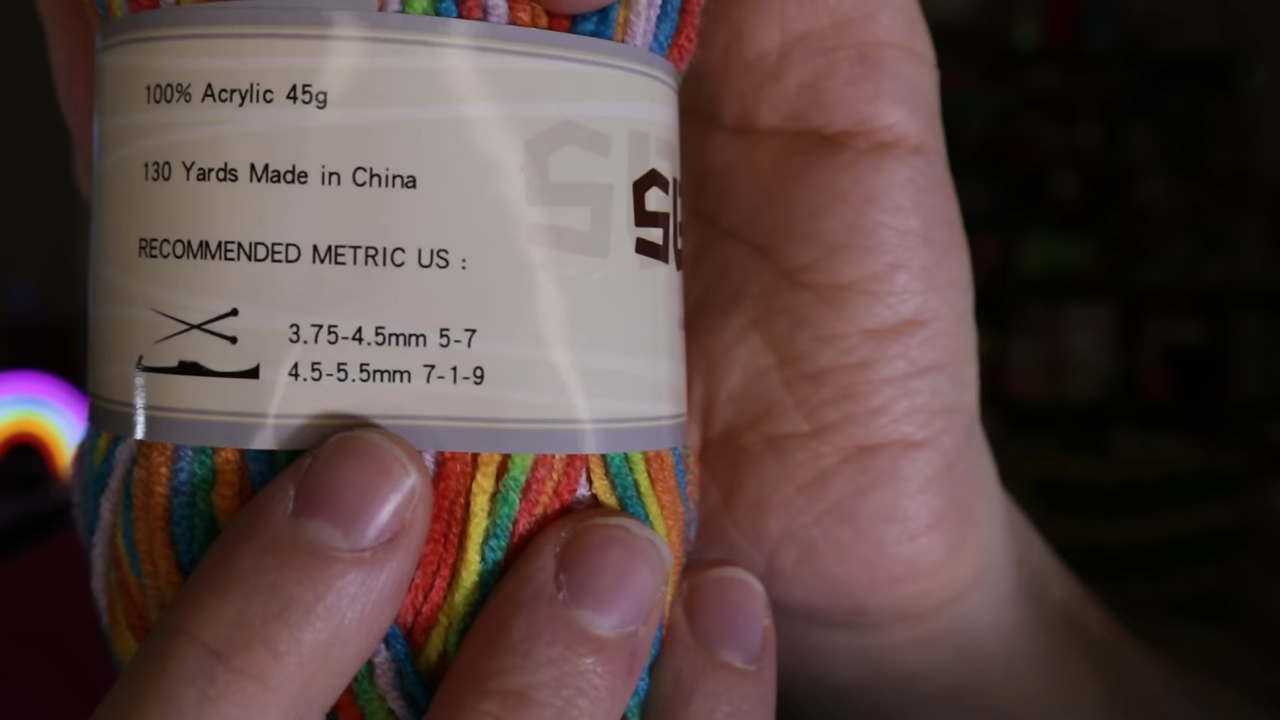 100% Acrylic 45g
130 Yards Made in China
RECOMMENDED METRIC US :
3.75-4.5mm 5-7
4.5-5.5mm 7-1-9